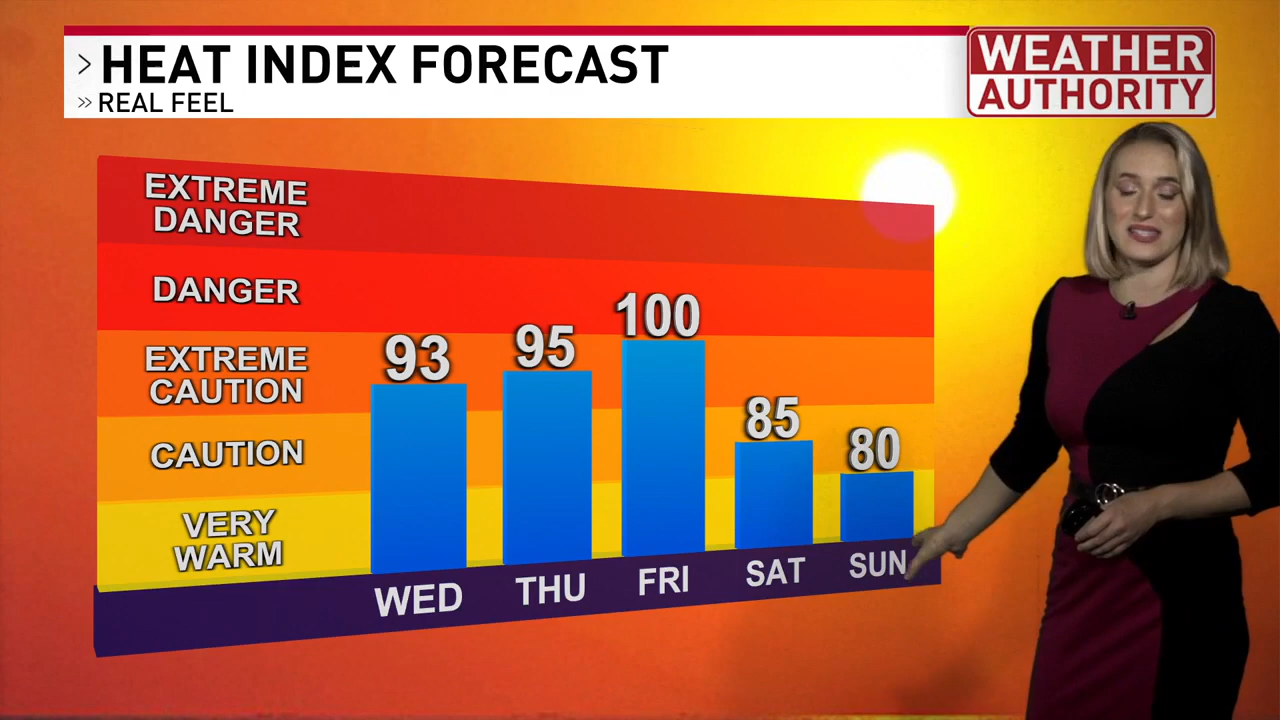 > HEAT INDEX FORECAST
» REAL FEEL
WEATHER
AUTHORITY
EXTREME
DANGER
DANGER
EXTREME
CAUTION
CAUTION
VERY
WARM
93
95
100
85
80
WED THU FRI SAT SUN